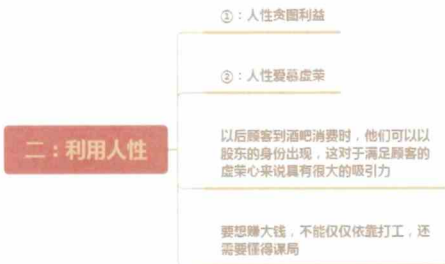 ①：人性贪图利益
②：人性爱慕虚荣
二：利用人性
以后顾客到酒吧消费时，他们可以以
股东的身份出现，这对于满足顾客的
虚荣心来说具有很大的吸引力
要想赚大钱，不能仅仅依靠打工，还
需要懂得谋局